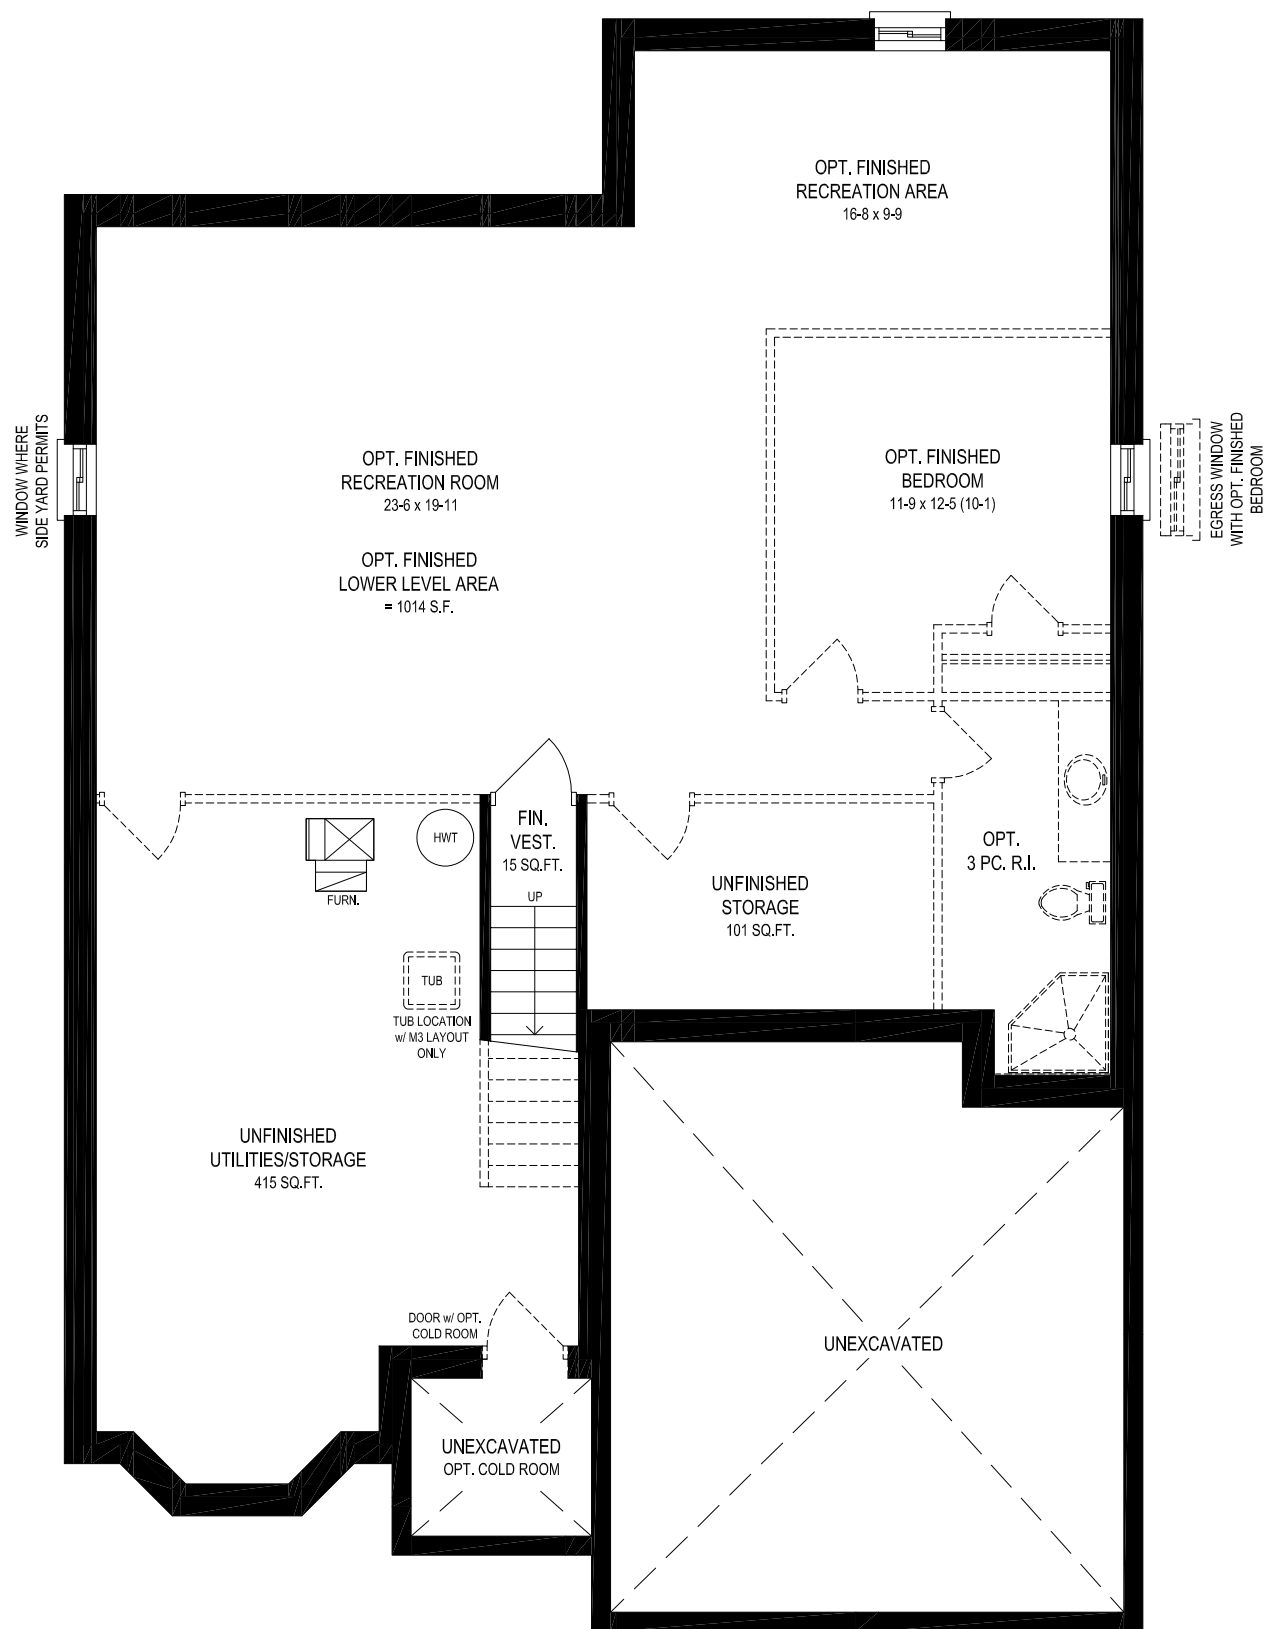 OPT. FINISHED
RECREATION AREA
16-8 x 9-9
WINDOW WHERE
SIDE YARD PERMITS
OPT. FINISHED
RECREATION ROOM
23-6 x 19-11
OPT. FINISHED
LOWER LEVEL AREA
= 1014 S.F.
OPT. FINISHED
BEDROOM
11-9 x 12-5 (10-1)
EGRESS WINDOW
WITH OPT. FINISHED
BEDROOM
HWT
FURN.
FIN.
VEST.
15 SQ.FT.
UP
OPT.
3 PC. R.I.
UNFINISHED
STORAGE
101 SQ.FT.
TUB
TUB LOCATION
w/ M3 LAYOUT
ONLY
UNFINISHED
UTILITIES/STORAGE
415 SQ.FT.
DOOR w/ OPT.
COLD ROOM
UNEXCAVATED
UNEXCAVATED
OPT. COLD ROOM